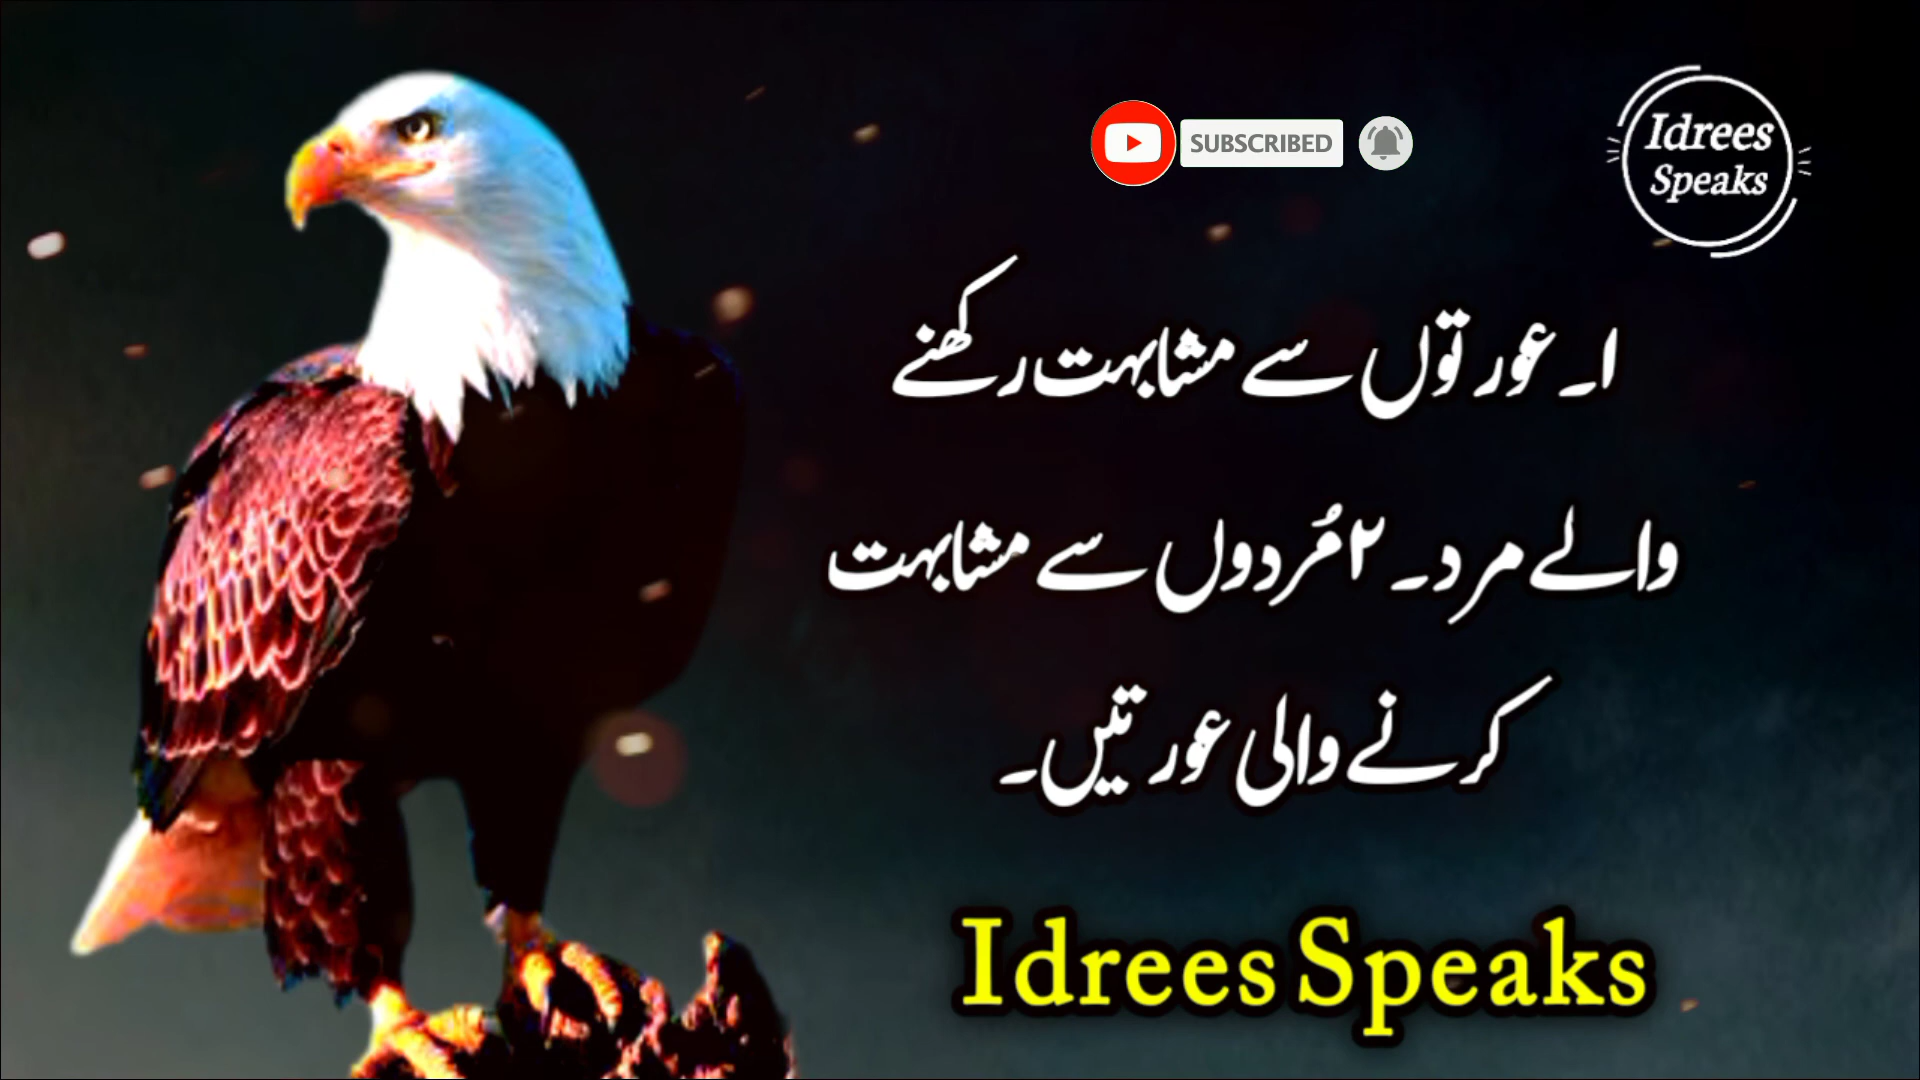 SUBSCRIBED
Idrees
Speaks
۱۔ عورتوں سے مشابہت رکھنے
والے مرد۔ ۲ مُردوں سے مشابہت
کرنے والی عورتیں۔
Idrees Speaks